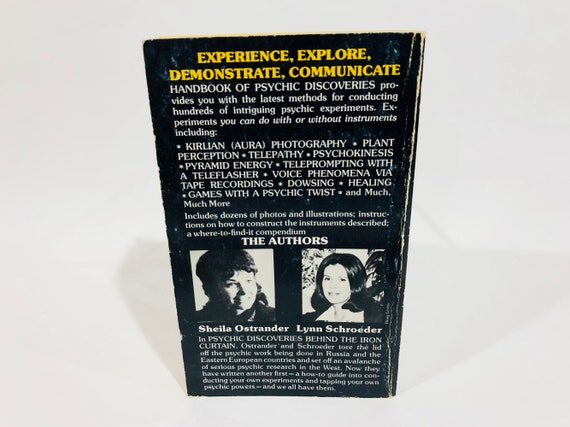 EXPERIENCE, EXPLORE,
DEMONSTRATE, COMMUNICATE
HANDBOOK OF PSYCHIC DISCOVERIES pro-
vides you with the latest methods for conducting
hundreds of intriguing psychic experiments. Ex-
periments you can do with or without instruments
including:
• KIRLIAN (AURA) PHOTOGRAPHY • PLANT
PERCEPTION • TELEPATHY • PSYCHOKINESIS
• PYRAMID ENERGY • TELEPROMPTING WITH
A TELEFLASHER • VOICE PHENOMENA VIA
TAPE RECORDINGS • DOWSING • HEALING
• GAMES WITH A PSYCHIC TWIST • and Much,
Much More
Includes dozens of photos and illustrations; instruc-
tions on how to construct the instruments described;
a where-to-find-it compendium
THE AUTHORS
Sheila Ostrander Lynn Schroeder
In PSYCHIC DISCOVERIES BEHIND THE IRON
CURTAIN, Ostrander and Schroeder tore the lid
off the psychic work being done in Russia and the
Eastern European countries and set off an avalanche
of serious psychic research in the West. Now they
have written another first—a how-to guide into con-
ducting your own experiments and tapping your own
psychic powers—and we all have them.